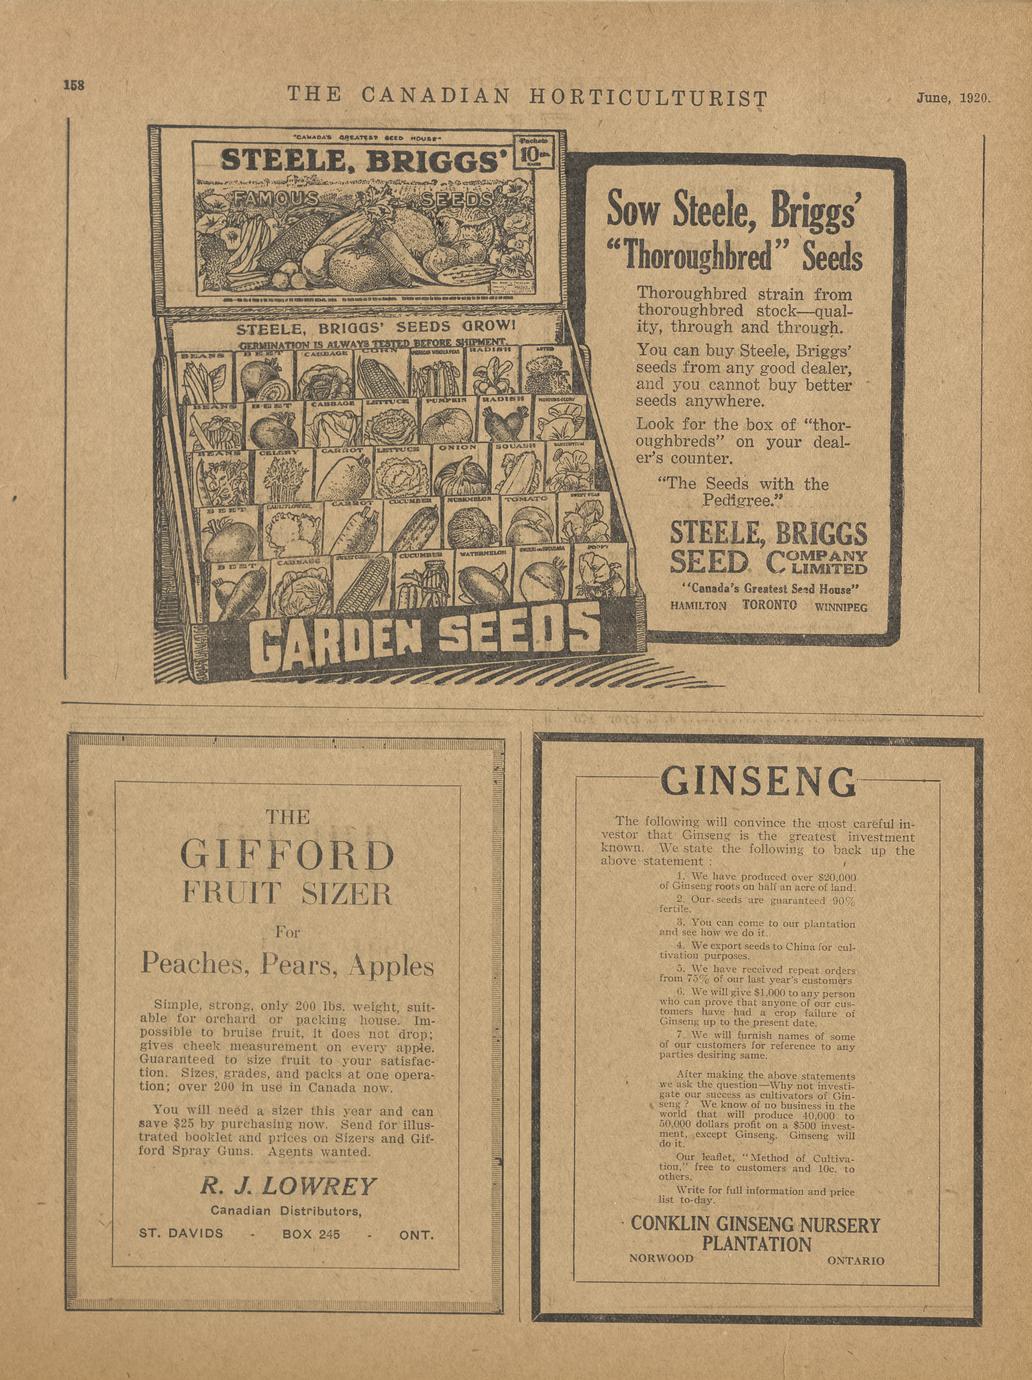 158
THE CANADIAN HORTICULTURIST
June, 1920.
"CANADA'S GREATEST SEED HOUSE"
STEELE, BRIGGS'
Packets
10
FAMOUS SEEDS
STEELE, BRIGGS' SEEDS GROW!
GERMINATION IS ALWAYS TESTED BEFORE SHIPMENT.
BEANS BEET CABBAGE CORN RADISH
BEANS BEET CABBAGE LETTUCE PUMPKIN RADISH
BEANS CELERY CARROT LETTUCE ONION SQUASH
BEET CAULIFLOWER CARROT CUCUMBER MUSKMELON TOMATO SWEET PEAS
BEET CABBAGE CUCUMBER WATERMELON POPPY
GARDEN SEEDS
Sow Steele, Briggs'
"Thoroughbred" Seeds
Thoroughbred strain from
thoroughbred stock—qual-
ity, through and through.
You can buy Steele, Briggs'
seeds from any good dealer,
and you cannot buy better
seeds anywhere.
Look for the box of "thor-
oughbreds" on your deal-
er's counter.
"The Seeds with the
Pedigree."
STEELE, BRIGGS
SEED COMPANY
LIMITED
"Canada's Greatest Seed House"
HAMILTON TORONTO WINNIPEG
THE
GIFFORD
FRUIT SIZER
For
Peaches, Pears, Apples
Simple, strong, only 200 lbs. weight, suit-
able for orchard or packing house. Im-
possible to bruise fruit, it does not drop;
gives cheek measurement on every apple.
Guaranteed to size fruit to your satisfac-
tion. Sizes, grades, and packs at one opera-
tion; over 200 in use in Canada now.
You will need a sizer this year and can
save $25 by purchasing now. Send for illus-
trated booklet and prices on Sizers and Gif-
ford Spray Guns. Agents wanted.
R. J. LOWREY
Canadian Distributors,
ST. DAVIDS - BOX 245 - ONT.
GINSENG
The following will convince the most careful in-
vestor that Ginseng is the greatest investment
known. We state the following to back up the
above statement :
1. We have produced over $20,000
of Ginseng roots on half an acre of land.
2. Our seeds are guaranteed 90%
fertile.
3. You can come to our plantation
and see how we do it.
4. We export seeds to China for cul-
tivation purposes.
5. We have received repeat orders
from 75% of our last year's customers
6. We will give $1,000 to any person
who can prove that anyone of our cus-
tomers have had a crop failure of
Ginseng up to the present date.
7. We will furnish names of some
of our customers for reference to any
parties desiring same.
After making the above statements
we ask the question—Why not investi-
gate our success as cultivators of Gin-
seng ? We know of no business in the
world that will produce 40,000 to
50,000 dollars profit on a $500 invest-
ment, except Ginseng. Ginseng will
do it.
Our leaflet, "Method of Cultiva-
tion," free to customers and 10c. to
others.
Write for full information and price
list to-day.
CONKLIN GINSENG NURSERY
PLANTATION
NORWOOD ONTARIO